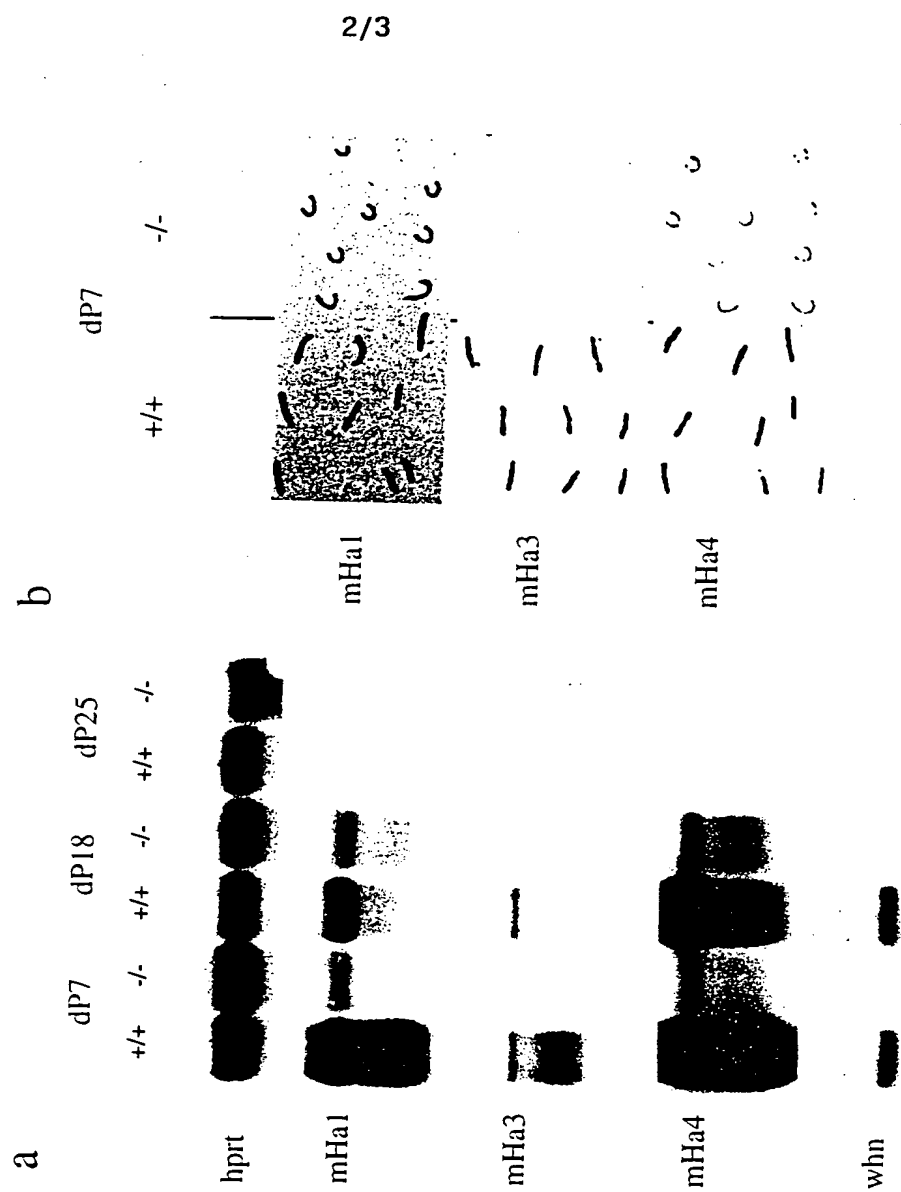 2/3
a
dP7 dP18 dP25
+/+ -/- +/+ -/- +/+ -/-
hprt
mHa1
mHa3
mHa4
whn
b
dP7
+/+ -/-
mHa1
mHa3
mHa4